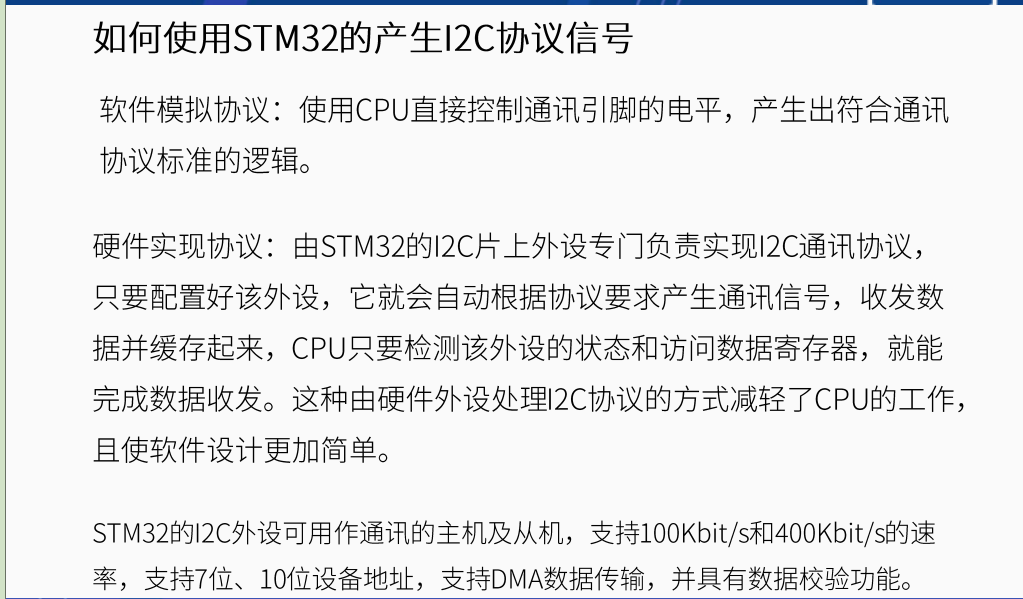 如何使用STM32的产生I2C协议信号
软件模拟协议：使用CPU直接控制通讯引脚的电平，产生出符合通讯
协议标准的逻辑。
硬件实现协议：由STM32的I2C片上外设专门负责实现I2C通讯协议，
只要配置好该外设，它就会自动根据协议要求产生通讯信号，收发数
据并缓存起来，CPU只要检测该外设的状态和访问数据寄存器，就能
完成数据收发。这种由硬件外设处理I2C协议的方式减轻了CPU的工作，
且使软件设计更加简单。
STM32的I2C外设可用作通讯的主机及从机，支持100Kbit/s和400Kbit/s的速
率，支持7位、10位设备地址，支持DMA数据传输，并具有数据校验功能。